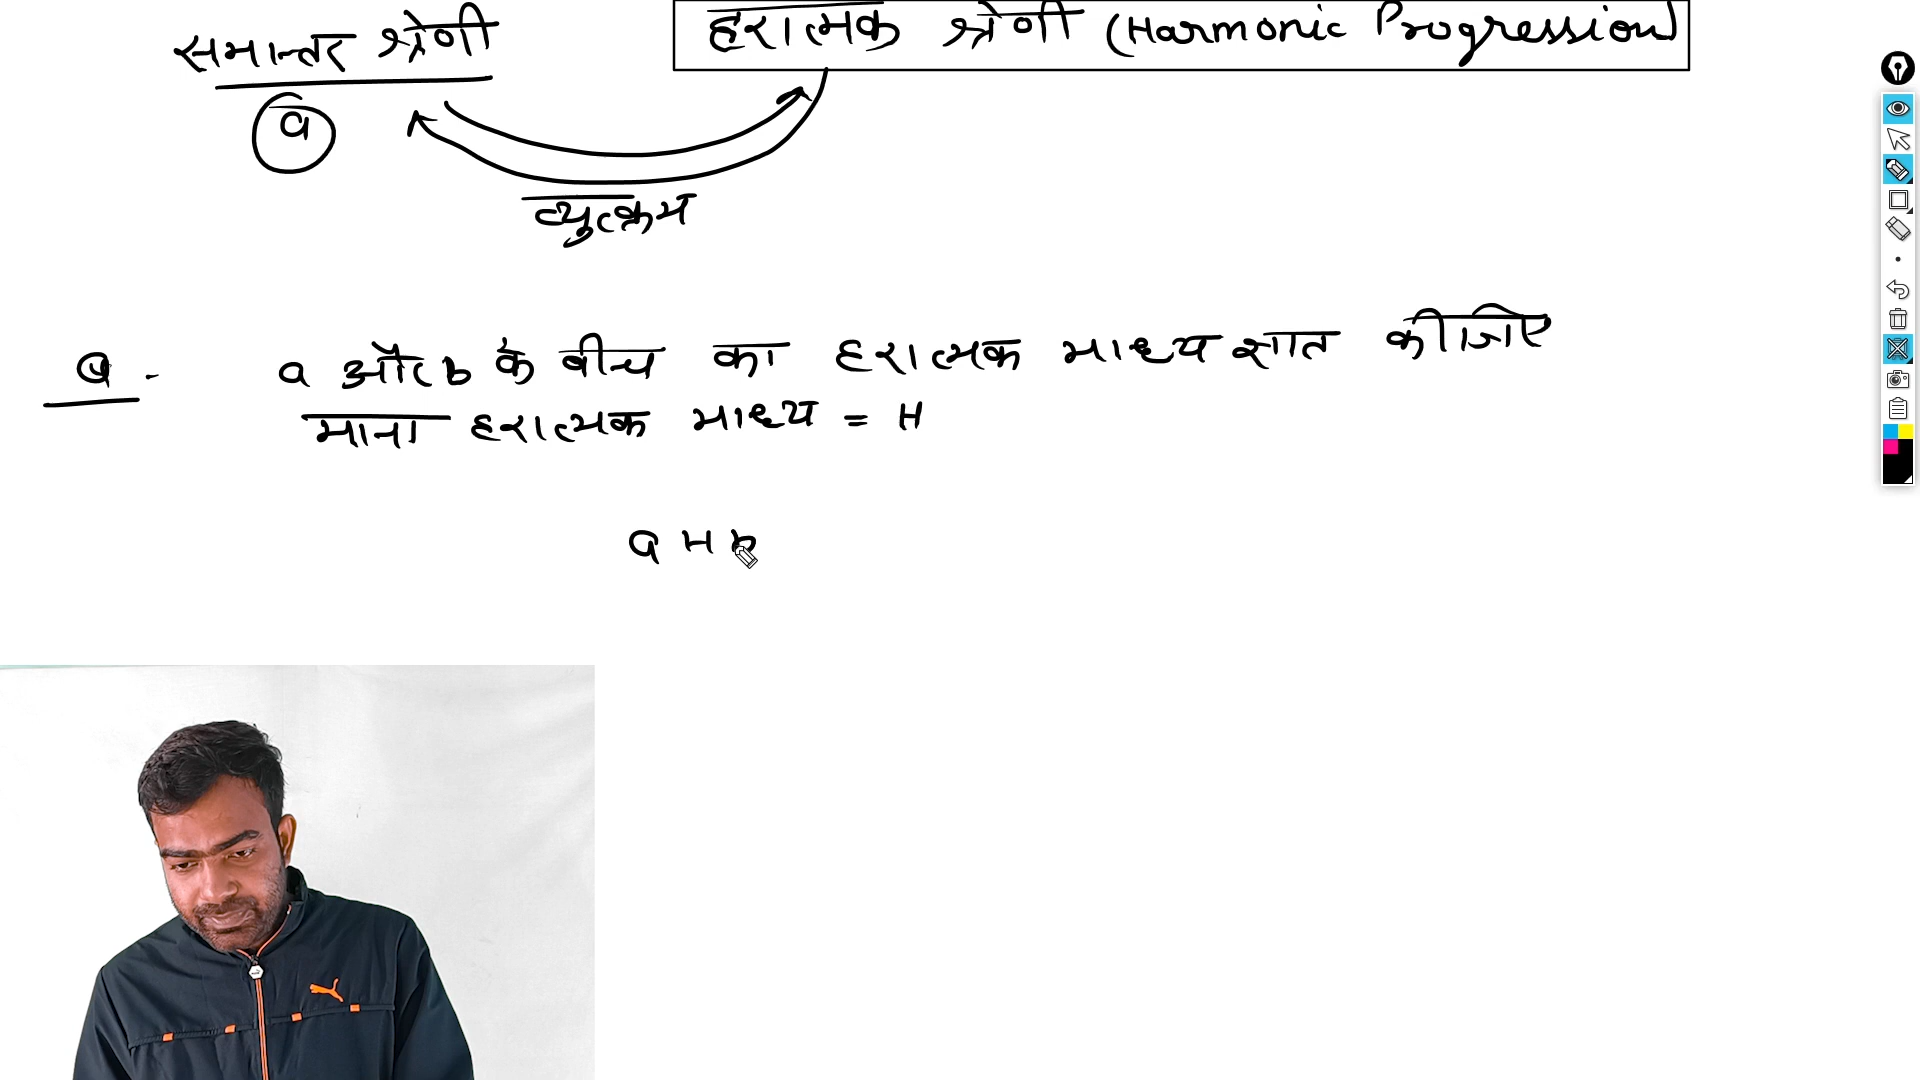 समान्तर श्रेणी हरात्मक श्रेणी (Harmonic Progression)
a
व्युत्क्रम
Q - a और b के बीच का हरात्मक माध्य ज्ञात कीजिए
माना हरात्मक माध्य = H
a H b